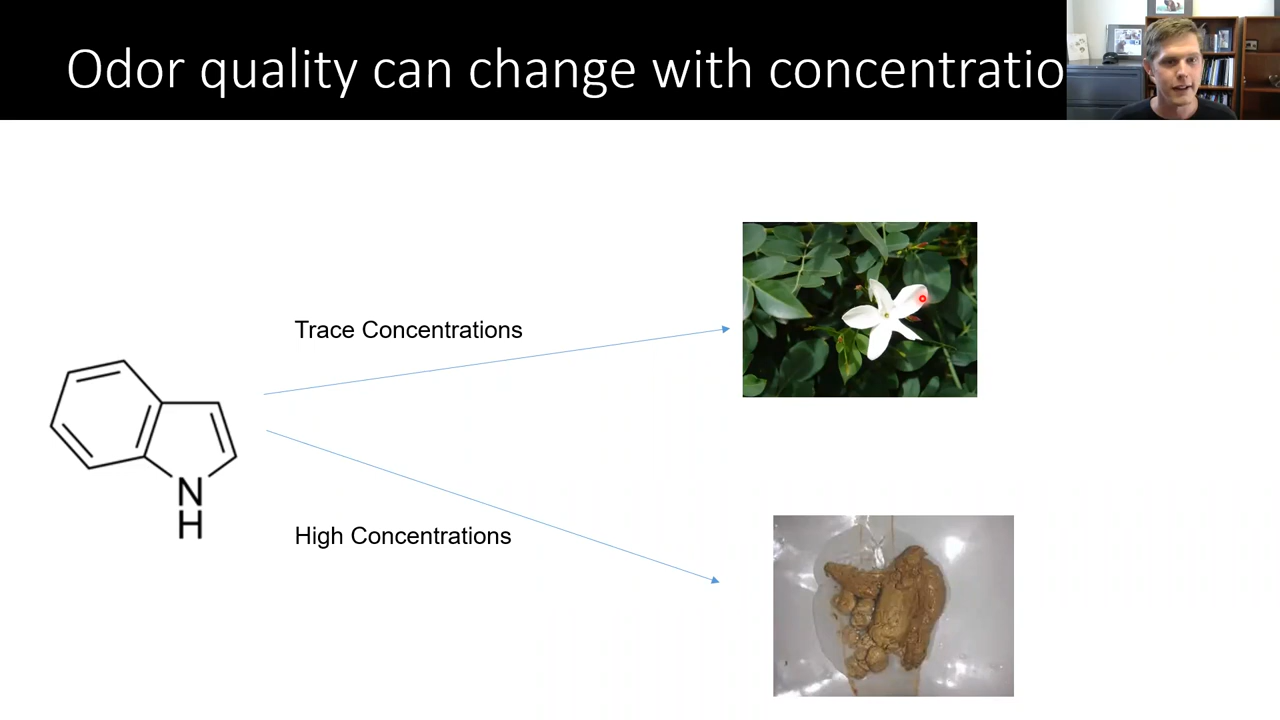 Odor quality can change with concentratio
Trace Concentrations
N
H
High Concentrations